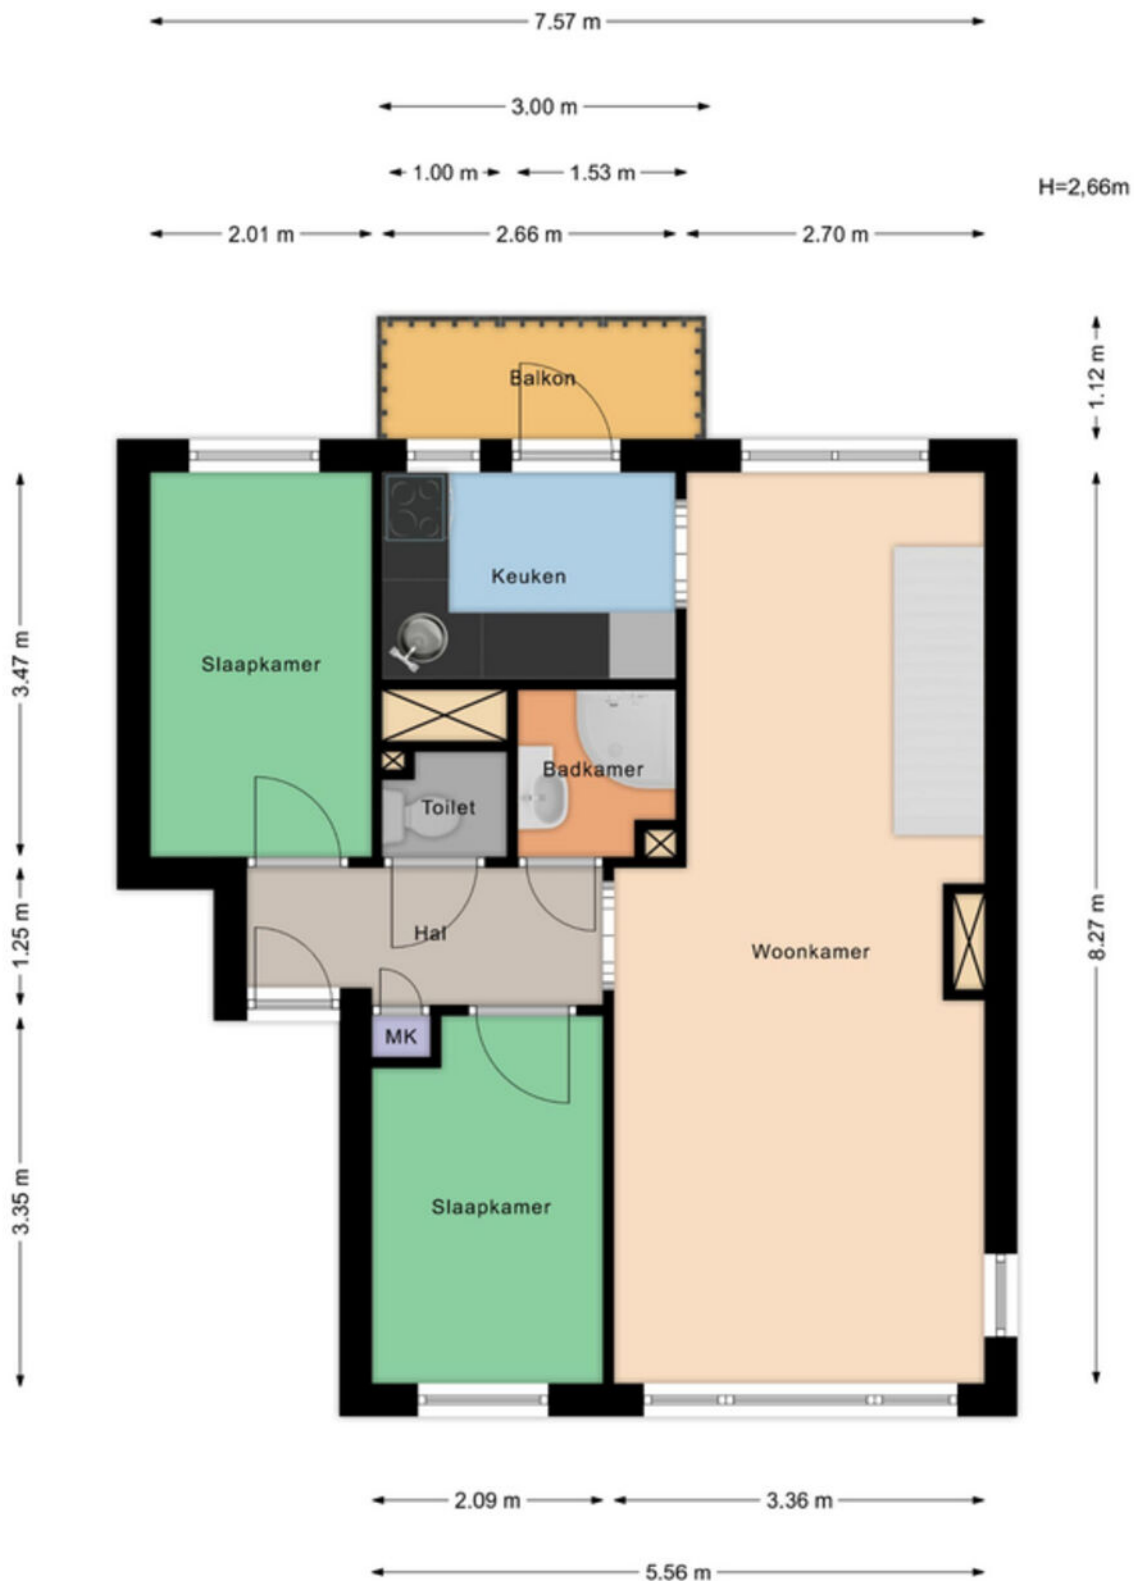 7.57 m
3.00 m
1.00 m
1.53 m
H=2,66m
2.01 m
2.66 m
2.70 m
1.12 m
Balkon
Keuken
3.47 m
Slaapkamer
Badkamer
Toilet
1.25 m
Hal
8.27 m
Woonkamer
MK
3.35 m
Slaapkamer
2.09 m
3.36 m
5.56 m